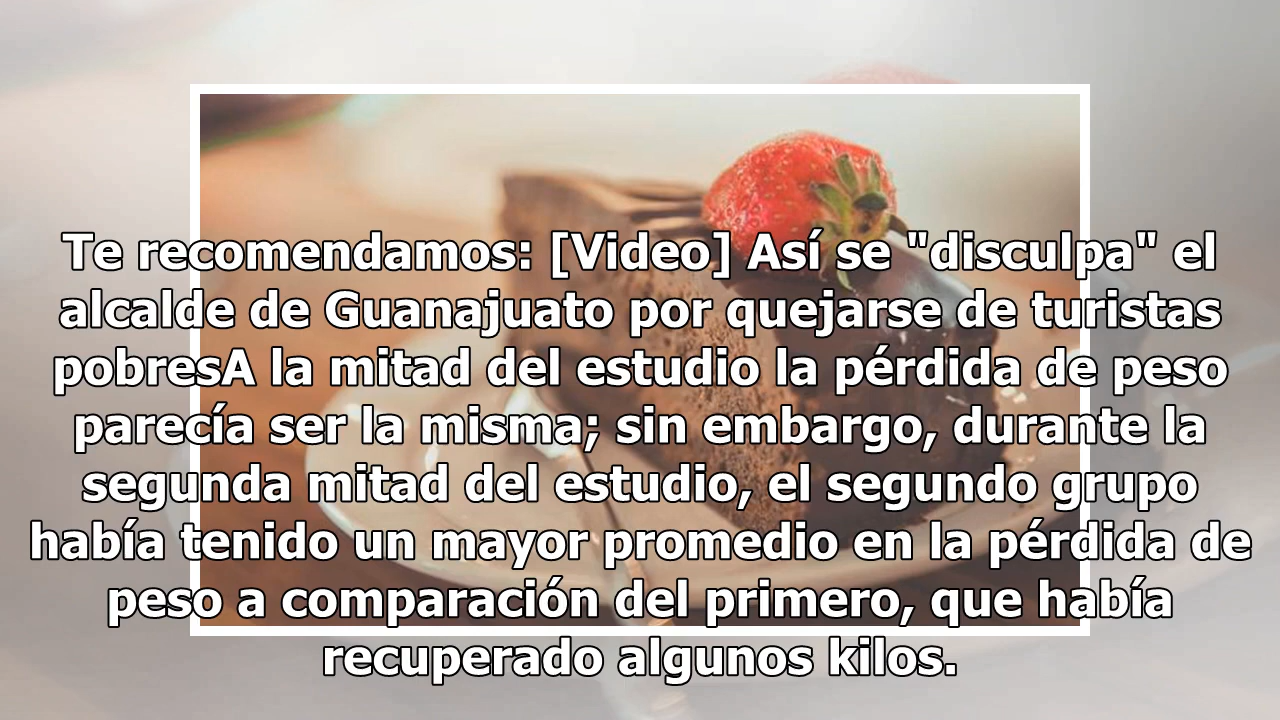 Te recomendamos: [Video] Así se "disculpa" el
alcalde de Guanajuato por quejarse de turistas
pobresA la mitad del estudio la pérdida de peso
parecía ser la misma; sin embargo, durante la
segunda mitad del estudio, el segundo grupo
había tenido un mayor promedio en la pérdida de
peso a comparación del primero, que había
recuperado algunos kilos.